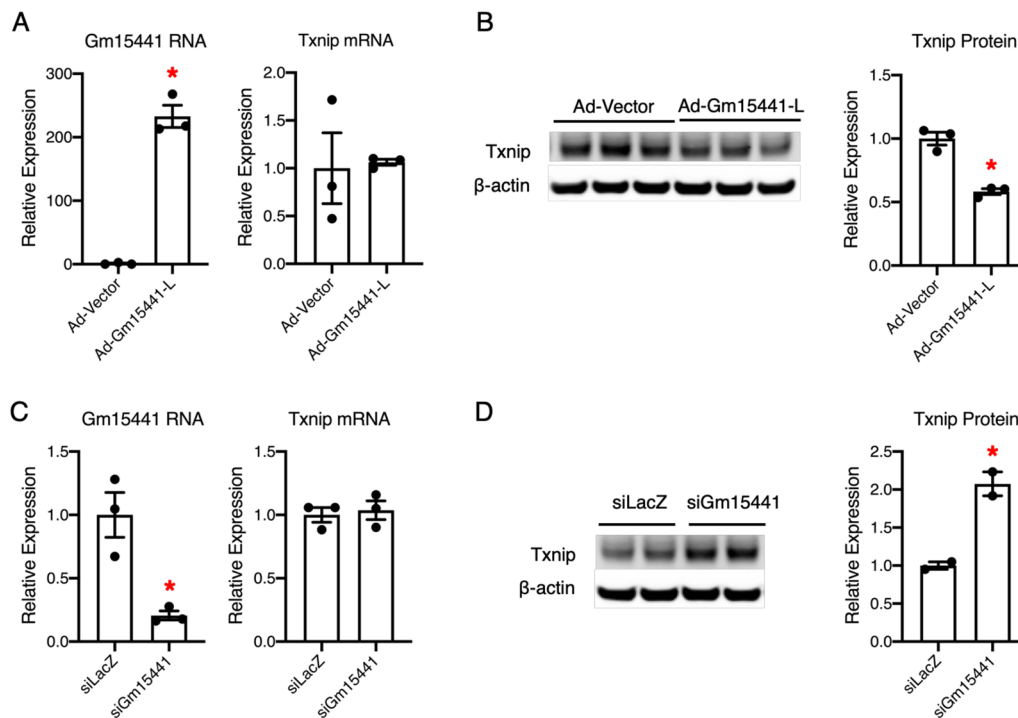 A
Gm15441 RNA
Relative Expression
300
200
100
0
*
Ad-Vector
Ad-Gm15441-L
Txnip mRNA
Relative Expression
2.0
1.5
1.0
0.5
0.0
Ad-Vector
Ad-Gm15441-L
B
Ad-Vector
Ad-Gm15441-L
Txnip
β-actin
Txnip Protein
Relative Expression
1.5
1.0
0.5
0.0
*
Ad-Vector
Ad-Gm15441-L
C
Gm15441 RNA
Relative Expression
1.5
1.0
0.5
0.0
*
siLacZ
siGm15441
Txnip mRNA
Relative Expression
1.5
1.0
0.5
0.0
siLacZ
siGm15441
D
siLacZ
siGm15441
Txnip
β-actin
Txnip Protein
Relative Expression
2.5
2.0
1.5
1.0
0.5
0.0
*
siLacZ
siGm15441